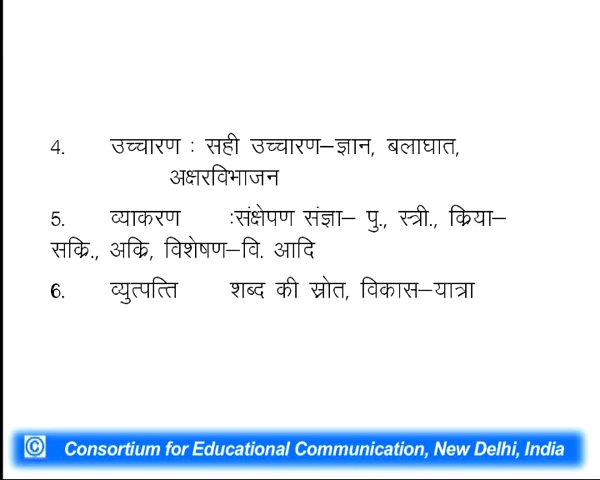 4. उच्चारण : सही उच्चारण–ज्ञान, बलाघात,
अक्षरविभाजन
5. व्याकरण :संक्षेपण संज्ञा– पु., स्त्री., क्रिया–
सक्रि., अक्रि, विशेषण–वि. आदि
6. व्युत्पत्ति शब्द की स्रोत, विकास–यात्रा
© Consortium for Educational Communication, New Delhi, India